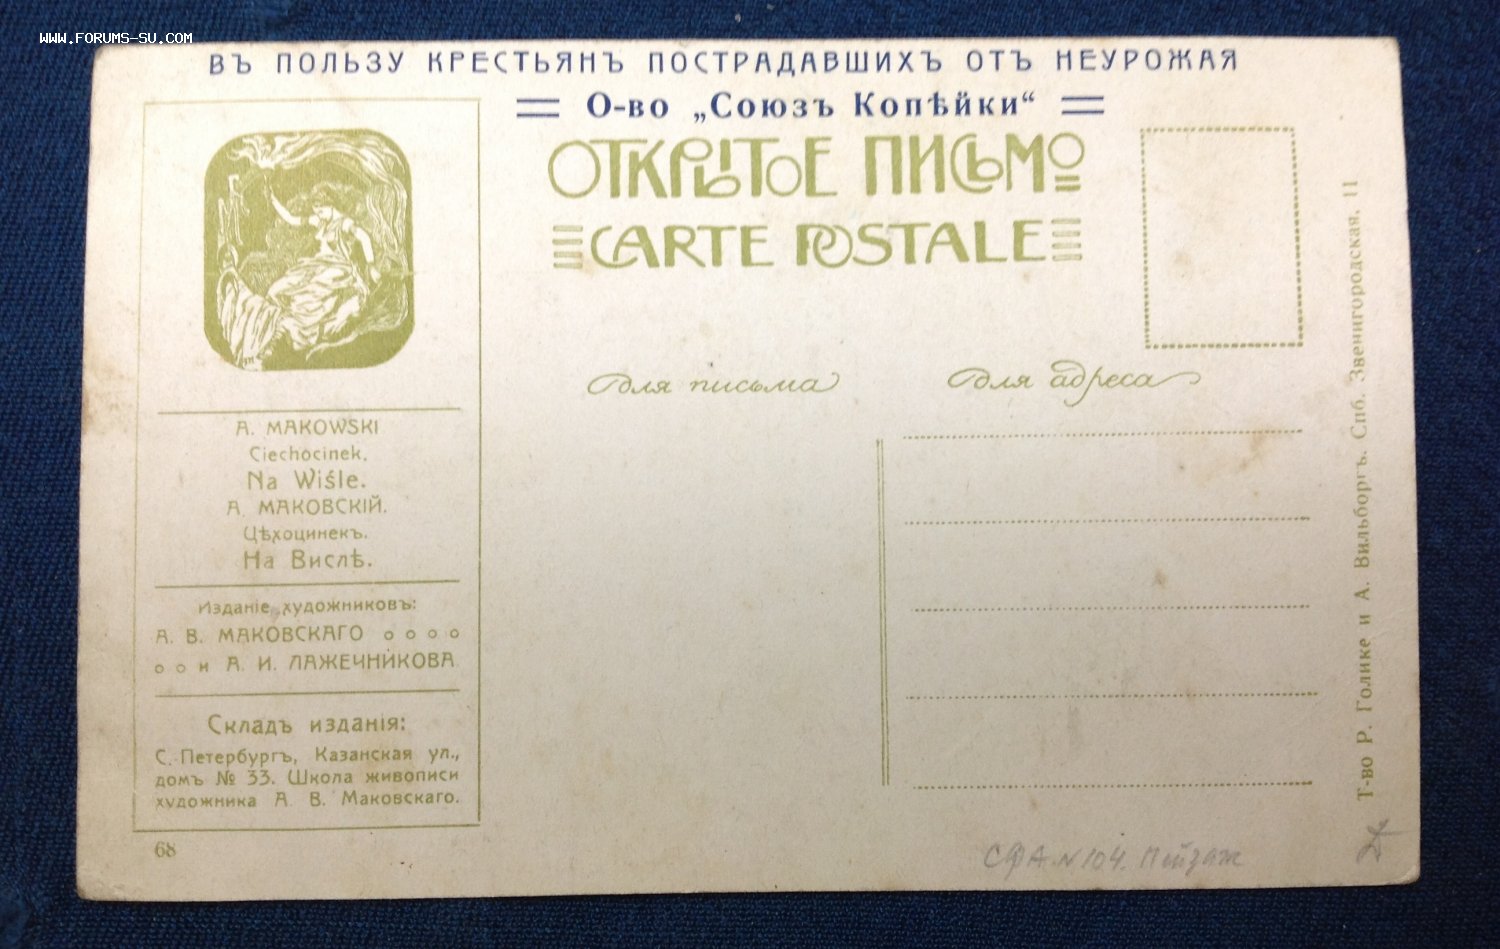 www.forums-su.com
ВЪ ПОЛЬЗУ КРЕСТЬЯНЪ ПОСТРАДАВШИХЪ ОТЪ НЕУРОЖАЯ
О-во „Союзъ Копѣйки“
ОТКРЫТОЕ ПИСЬМО
CARTE POSTALE
Для письма
Для адреса
A. MAKOWSKI
Ciechocinek.
Na Wiśle.
А. МАКОВСКІЙ.
Цѣхоцинекъ.
На Вислѣ.
Изданіе художниковъ:
А. В. МАКОВСКАГО
и А. И. ЛАЖЕЧНИКОВА
Складъ изданія:
С.-Петербургъ, Казанская ул.,
домъ № 33. Школа живописи
художника А. В. Маковскаго.
68
Т-во Р. Голике и А. Вильборгъ. Спб. Звенигородская, 11
СФА N 104. Пейзаж